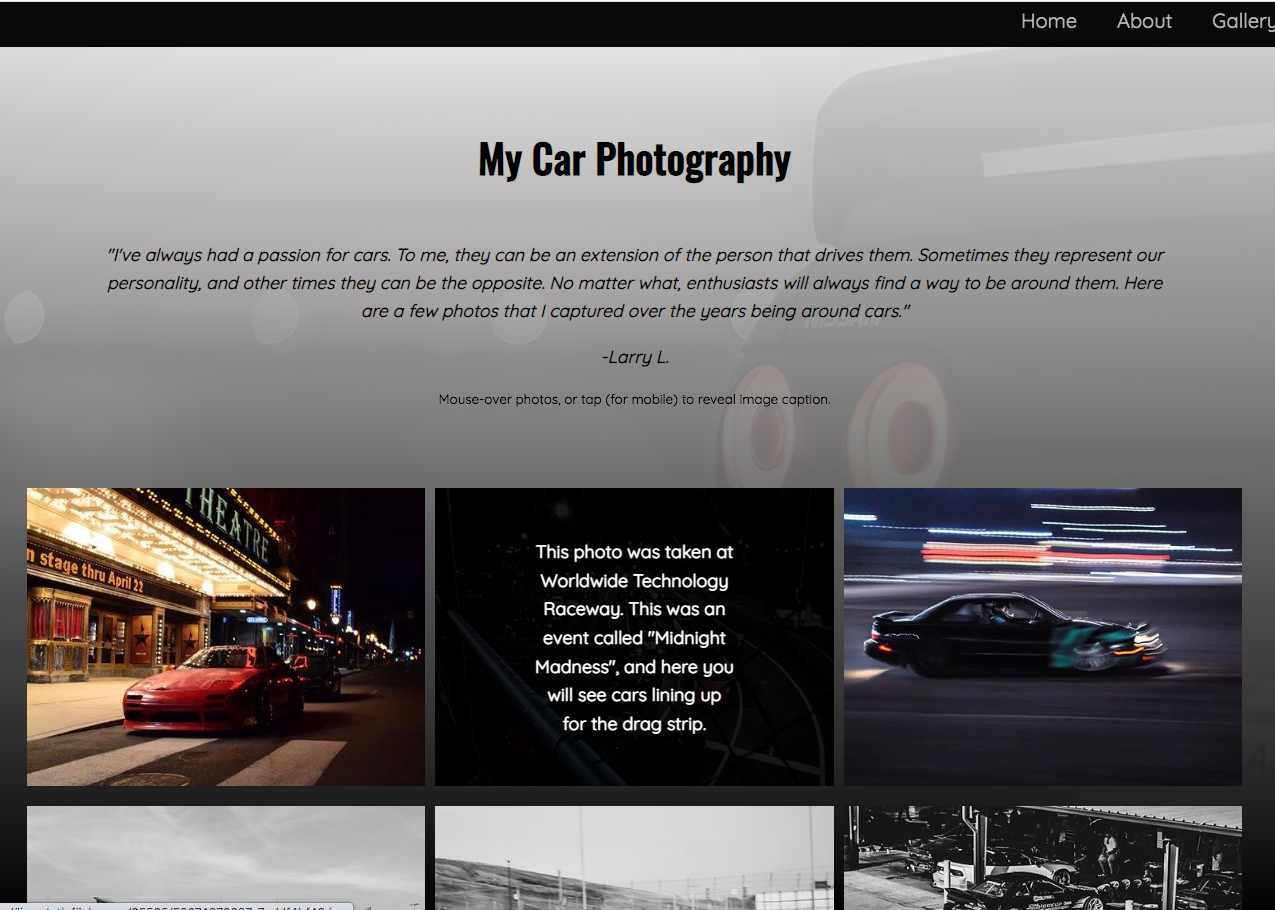 Home About Gallery
My Car Photography
"I've always had a passion for cars. To me, they can be an extension of the person that drives them. Sometimes they represent our
personality, and other times they can be the opposite. No matter what, enthusiasts will always find a way to be around them. Here
are a few photos that I captured over the years being around cars."
-Larry L.
Mouse-over photos, or tap (for mobile) to reveal image caption.
THEATRE
n stage thru April 22
This photo was taken at
Worldwide Technology
Raceway. This was an
event called "Midnight
Madness", and here you
will see cars lining up
for the drag strip.